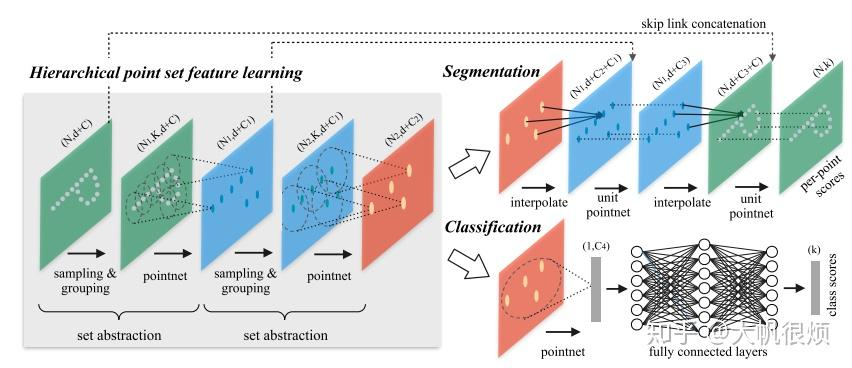 skip link concatenation
Hierarchical point set feature learning
(N,d+C)
(N1,K,d+C)
(N1,d+C1)
(N2,K,d+C1)
(N2,d+C2)
sampling &
grouping
pointnet
sampling &
grouping
pointnet
set abstraction
set abstraction
Segmentation
(N1,d+C2+C1)
(N1,d+C3)
(N,d+C3+C)
(N,k)
per-point
scores
interpolate
unit
pointnet
interpolate
unit
pointnet
Classification
(1,C4)
(k)
class scores
pointnet
fully connected layers
知乎 @大帆很烦